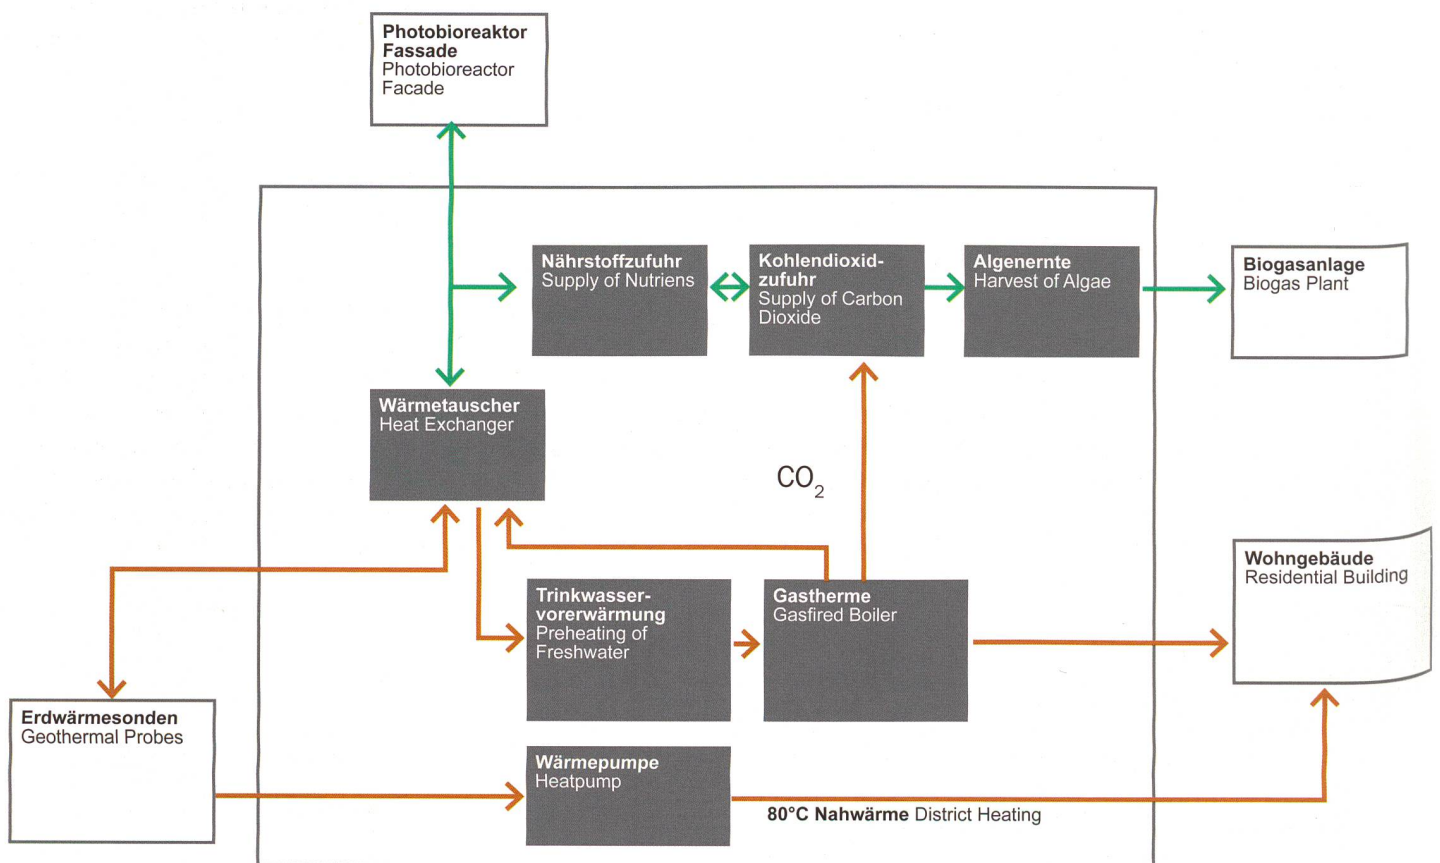 Photobioreaktor
Fassade
Photobioreactor
Facade
Nährstoffzufuhr
Supply of Nutriens
Kohlendioxid-
zufuhr
Supply of Carbon
Dioxide
Algenernte
Harvest of Algae
Biogasanlage
Biogas Plant
Wärmetauscher
Heat Exchanger
CO2
Trinkwasser-
vorerwärmung
Preheating of
Freshwater
Gastherme
Gasfired Boiler
Wohngebäude
Residential Building
Erdwärmesonden
Geothermal Probes
Wärmepumpe
Heatpump
80°C Nahwärme District Heating